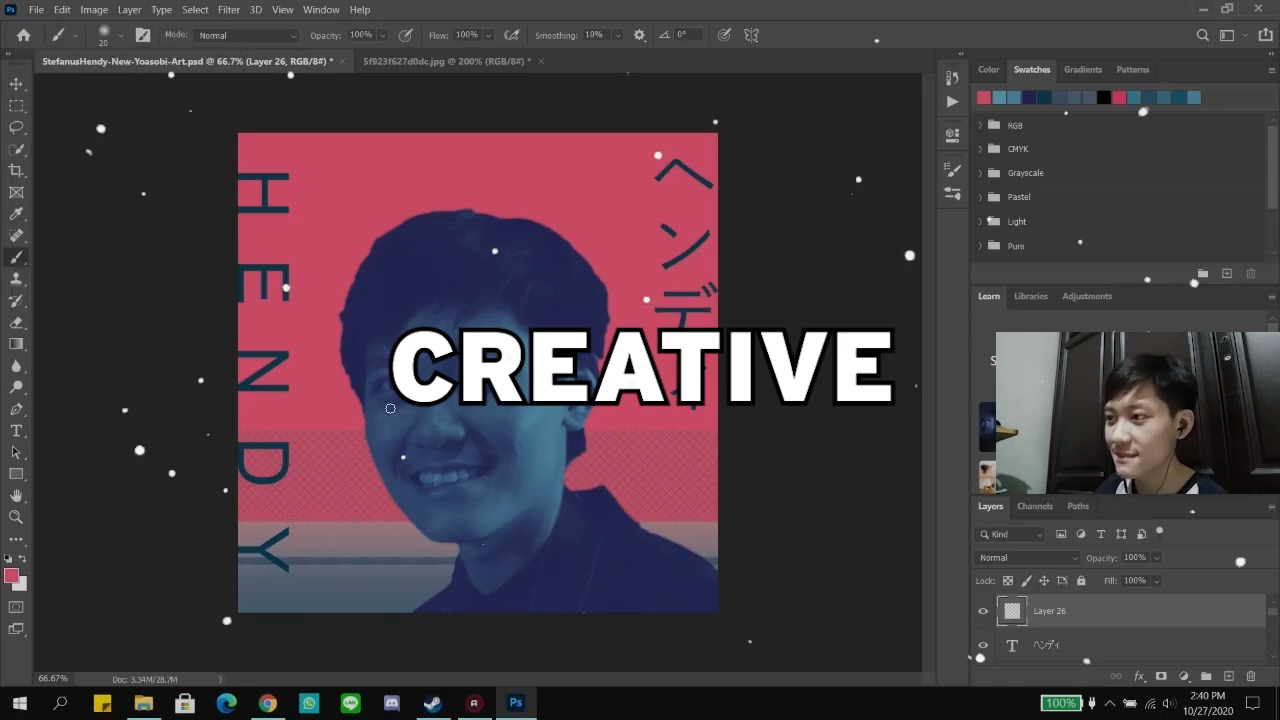 File Edit Image Layer Type Select Filter 3D View Window Help
20 Mode: Normal Opacity: 100% Flow: 100% Smoothing: 10% 0°
StefanusHendy-New-Yoasobi-Art.psd @ 66.7% (Layer 26, RGB/8#) * × 5f923f627d0dc.jpg @ 200% (RGB/8#) * ×
Color Swatches Gradients Patterns
RGB
CMYK
Grayscale
Pastel
Light
Pure
HENDY
ヘンディ
CREATIVE
Learn Libraries Adjustments
S
Layers Channels Paths
Kind
Normal Opacity: 100%
Lock: Fill: 100%
Layer 26
T ヘンディ
66.67% Doc: 3.34M/28.7M
100% 2:40 PM
10/27/2020